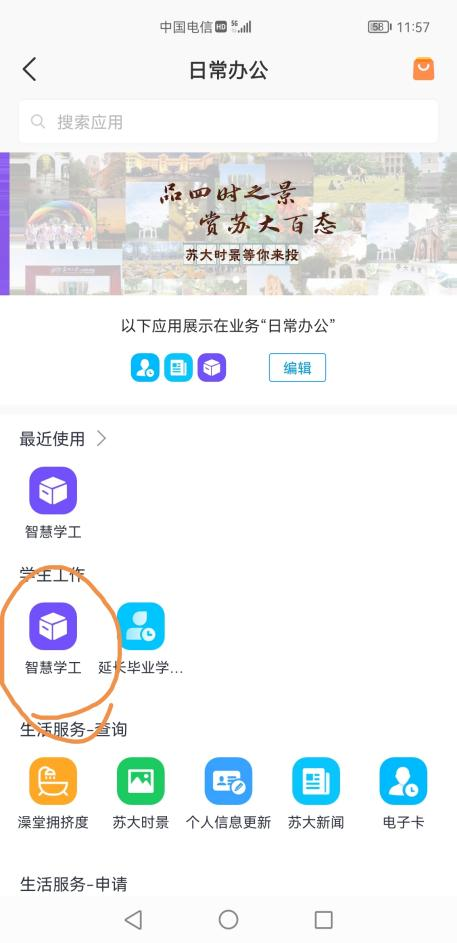 中国电信 HD 5G 58 11:57
日常办公
搜索应用
品四时之景
赏苏大百态
苏大时景等你来投
以下应用展示在业务“日常办公”
编辑
最近使用
智慧学工
学生工作
智慧学工 延长毕业学...
生活服务-查询
澡堂拥挤度 苏大时景 个人信息更新 苏大新闻 电子卡
生活服务-申请